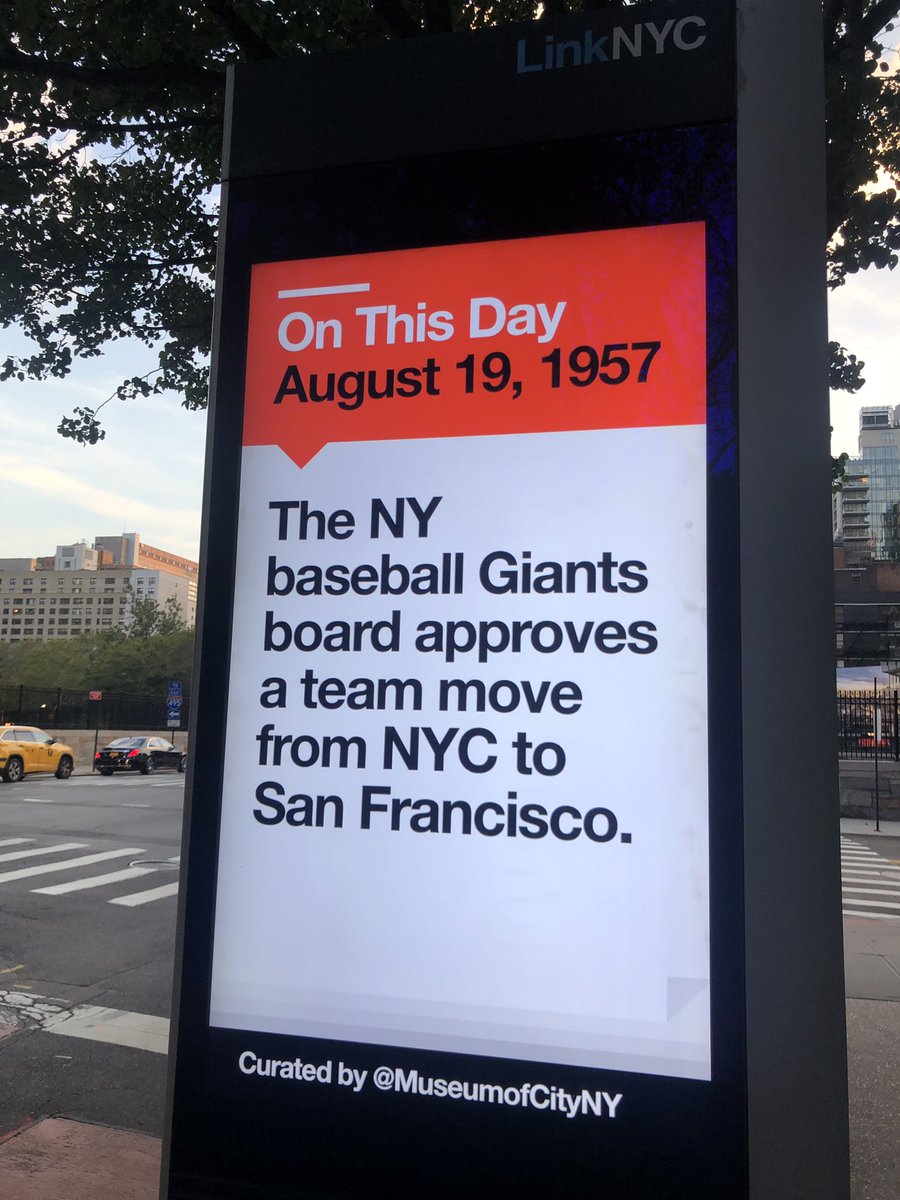 LinkNYC
On This Day
August 19, 1957
The NY
baseball Giants
board approves
a team move
from NYC to
San Francisco.
Curated by @MuseumofCityNY
495